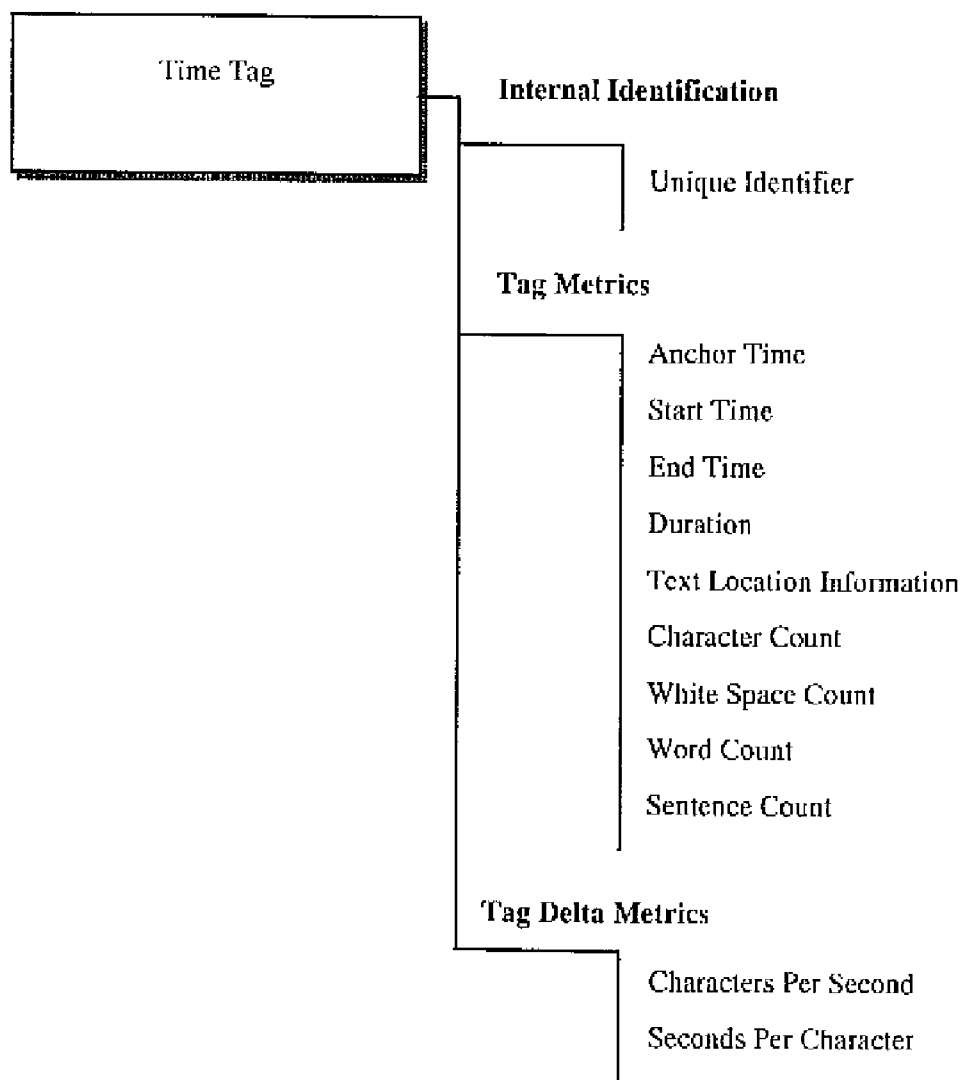 Time Tag
Internal Identification
Unique Identifier
Tag Metrics
Anchor Time
Start Time
End Time
Duration
Text Location Information
Character Count
White Space Count
Word Count
Sentence Count
Tag Delta Metrics
Characters Per Second
Seconds Per Character